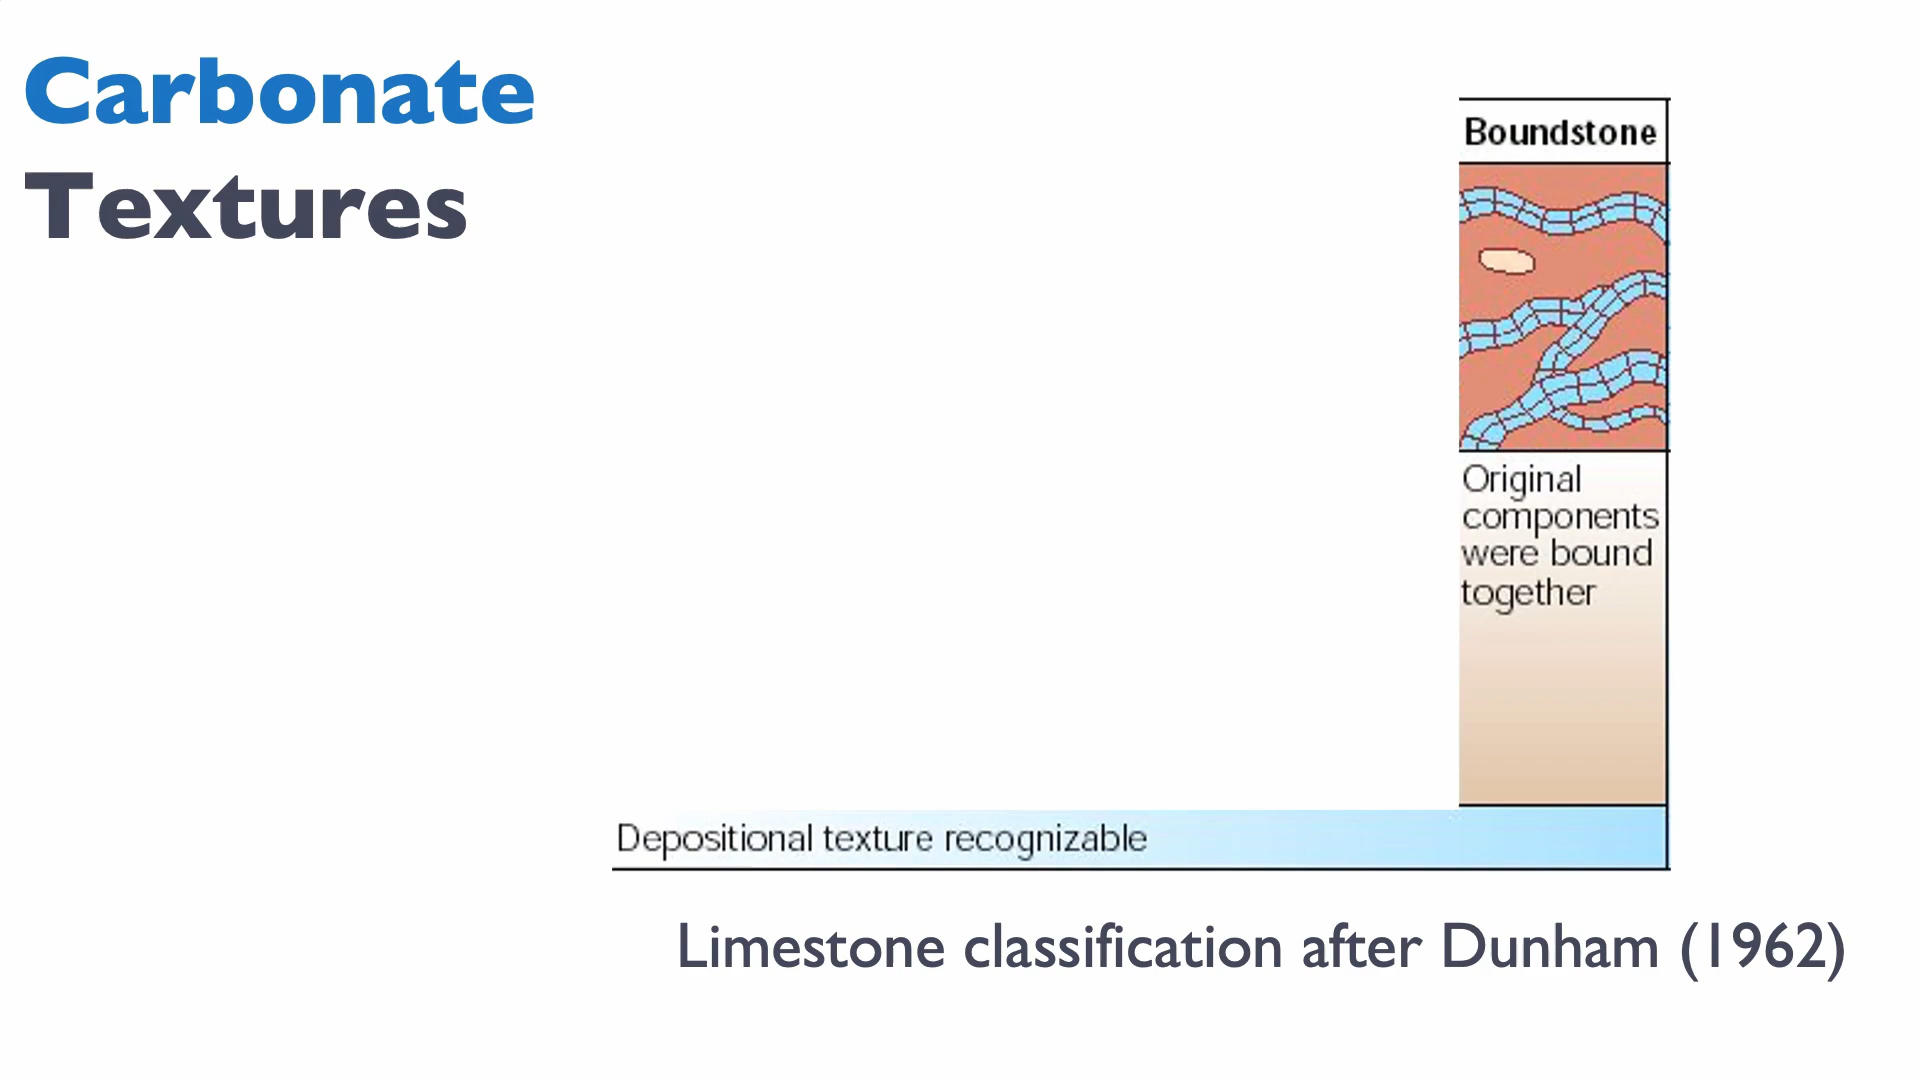 Carbonate
Textures
Boundstone
Original
components
were bound
together
Depositional texture recognizable
Limestone classification after Dunham (1962)